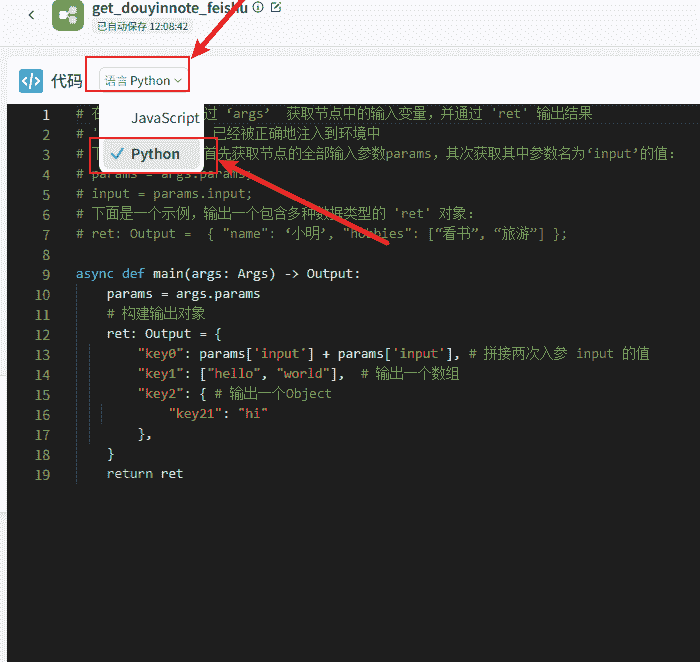 get_douyinnote_feishu
已自动保存 12:08:42
代码
语言 Python
JavaScript
Python
1 # 过 ‘args’ 获取节点中的输入变量，并通过 'ret' 输出结果
2 # ' 已经被正确地注入到环境中
3 # 首先获取节点的全部输入参数params，其次获取其中参数名为‘input’的值：
4 # params = args.params;
5 # input = params.input;
6 # 下面是一个示例，输出一个包含多种数据类型的 'ret' 对象：
7 # ret: Output = { "name": ‘小明’, "hobbies": [“看书”, “旅游”] };
8
9 async def main(args: Args) -> Output:
10 params = args.params
11 # 构建输出对象
12 ret: Output = {
13 "key0": params['input'] + params['input'], # 拼接两次入参 input 的值
14 "key1": ["hello", "world"], # 输出一个数组
15 "key2": { # 输出一个Object
16 "key21": "hi"
17 },
18 }
19 return ret